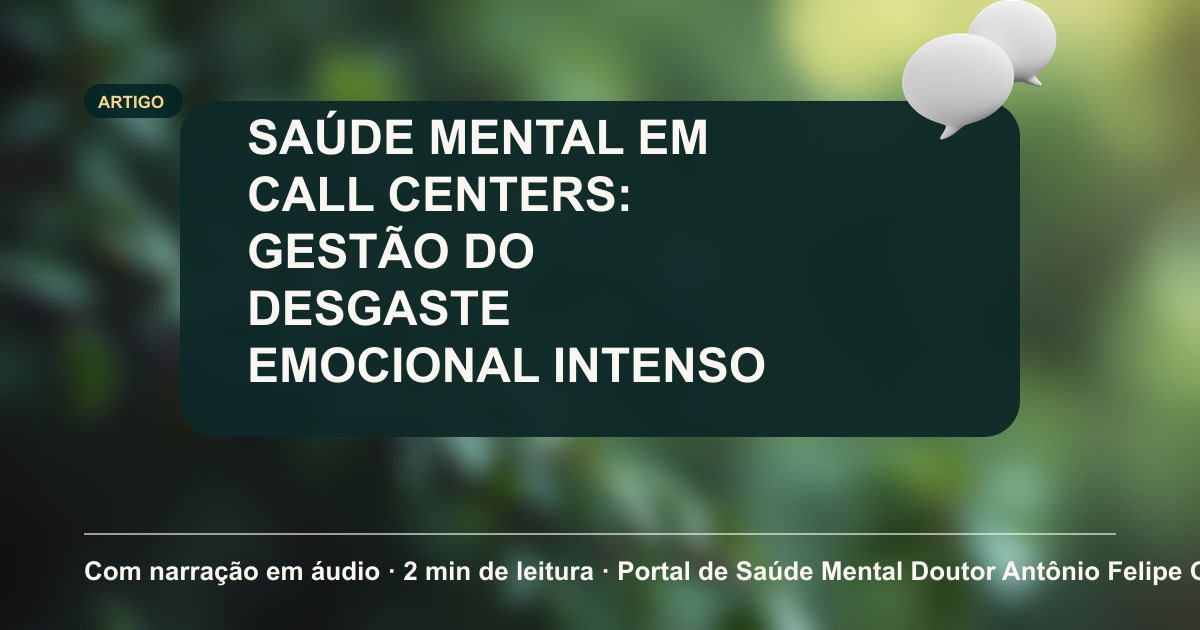 ARTIGO
SAÚDE MENTAL EM
CALL CENTERS:
GESTÃO DO
DESGASTE
EMOCIONAL INTENSO
Com narração em áudio · 2 min de leitura · Portal de Saúde Mental Doutor Antônio Felipe